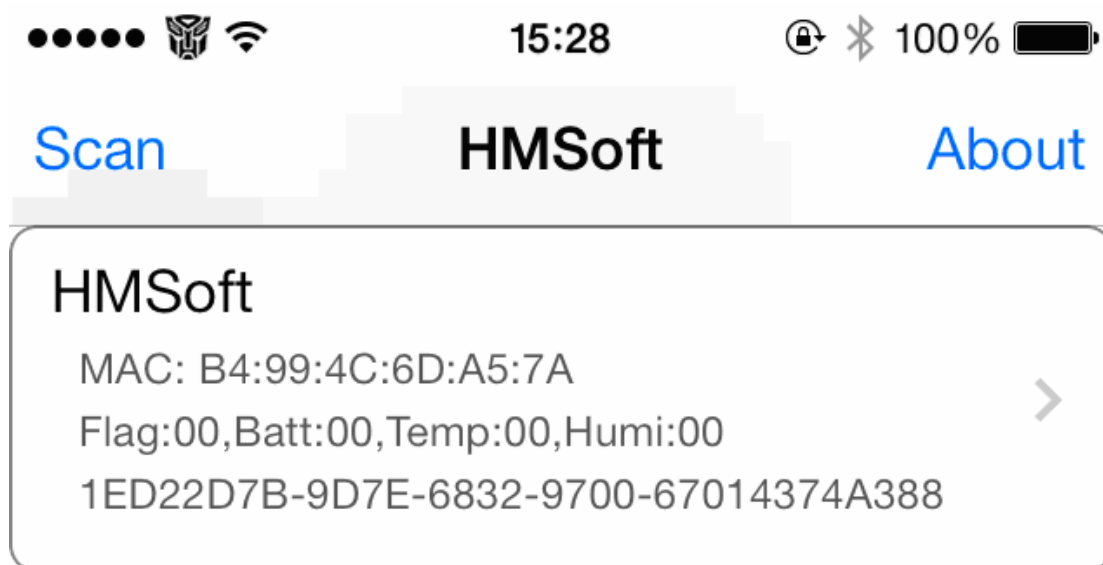 15:28 100%
Scan HMSoft About
HMSoft
MAC: B4:99:4C:6D:A5:7A
Flag:00,Batt:00,Temp:00,Humi:00
1ED22D7B-9D7E-6832-9700-67014374A388